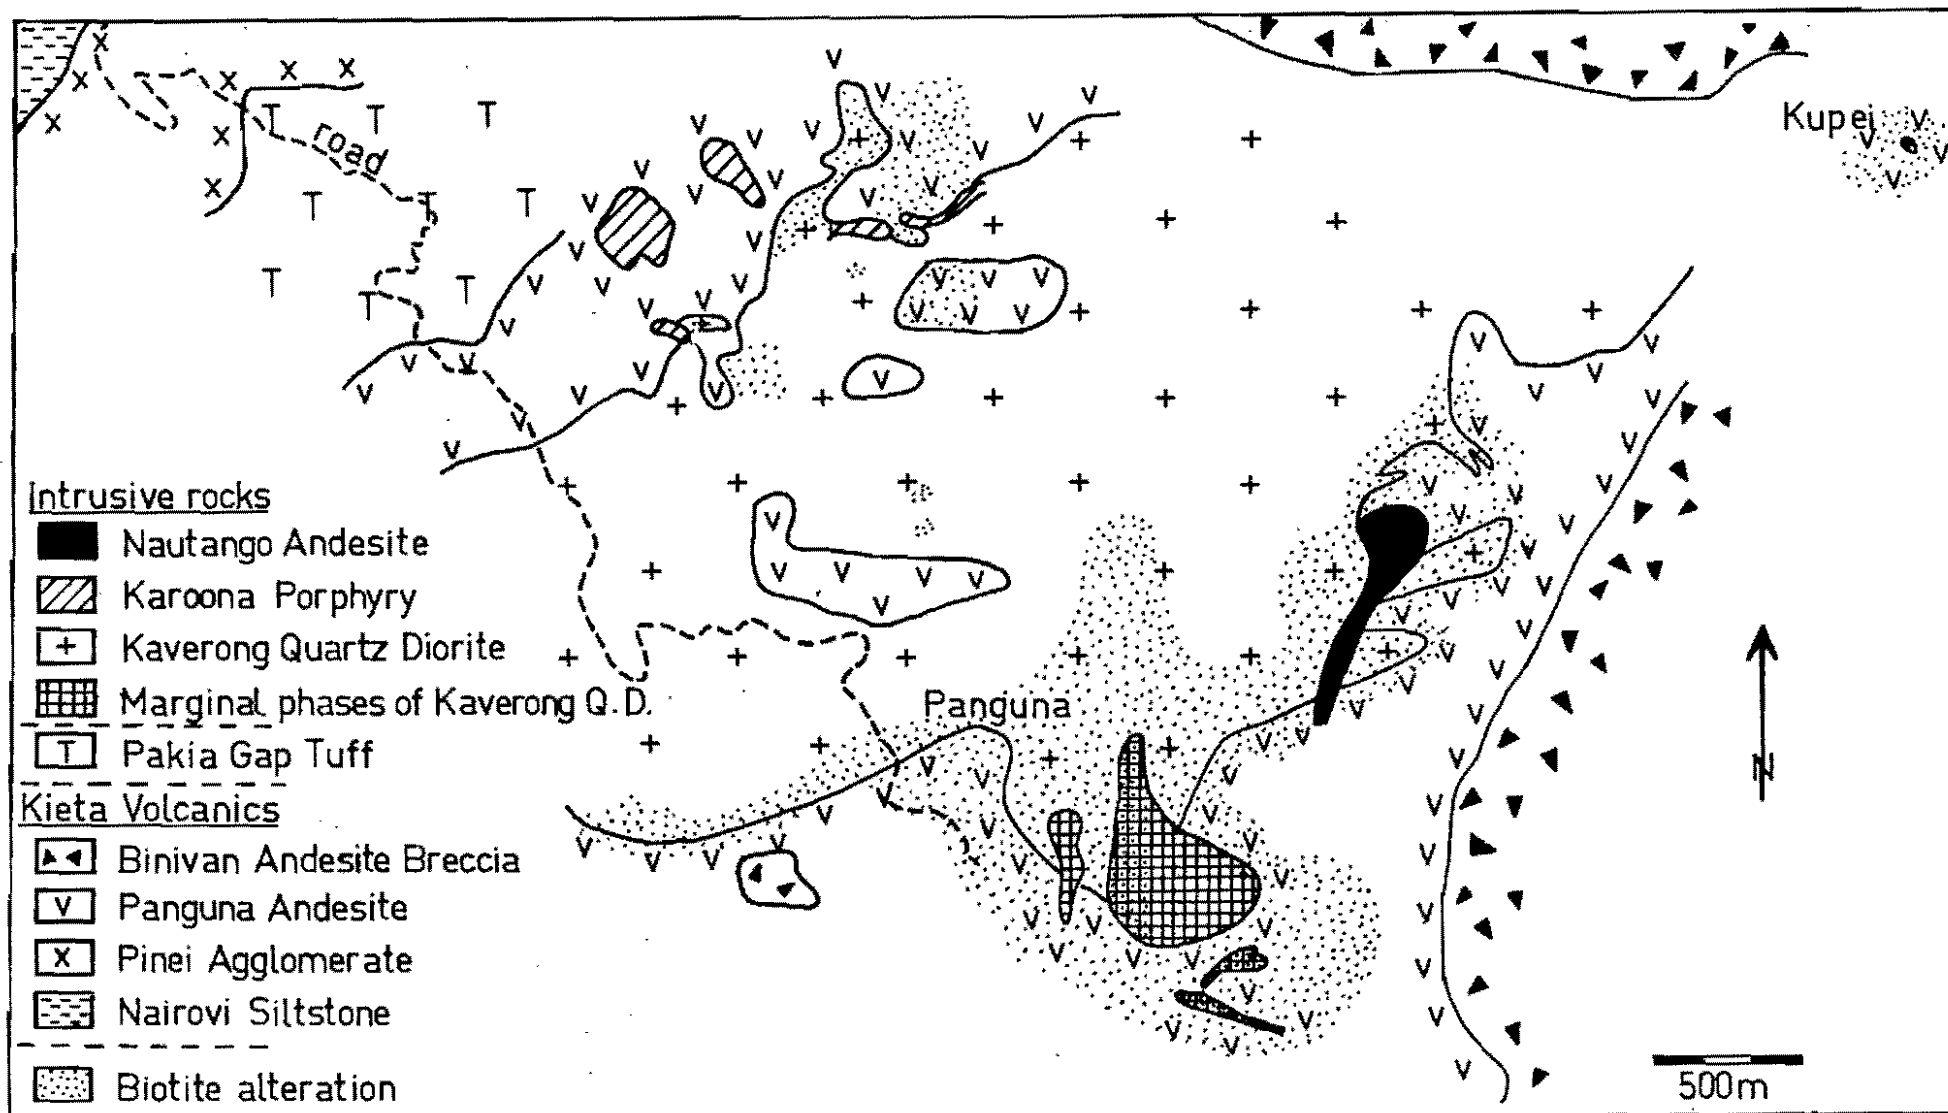 road
Kupei
Panguna
Intrusive rocks
Nautango Andesite
Karoona Porphyry
Kaverong Quartz Diorite
Marginal phases of Kaverong Q.D.
T Pakia Gap Tuff
Kieta Volcanics
Binivan Andesite Breccia
v Panguna Andesite
x Pinei Agglomerate
Nairovi Siltstone
Biotite alteration
N
500m